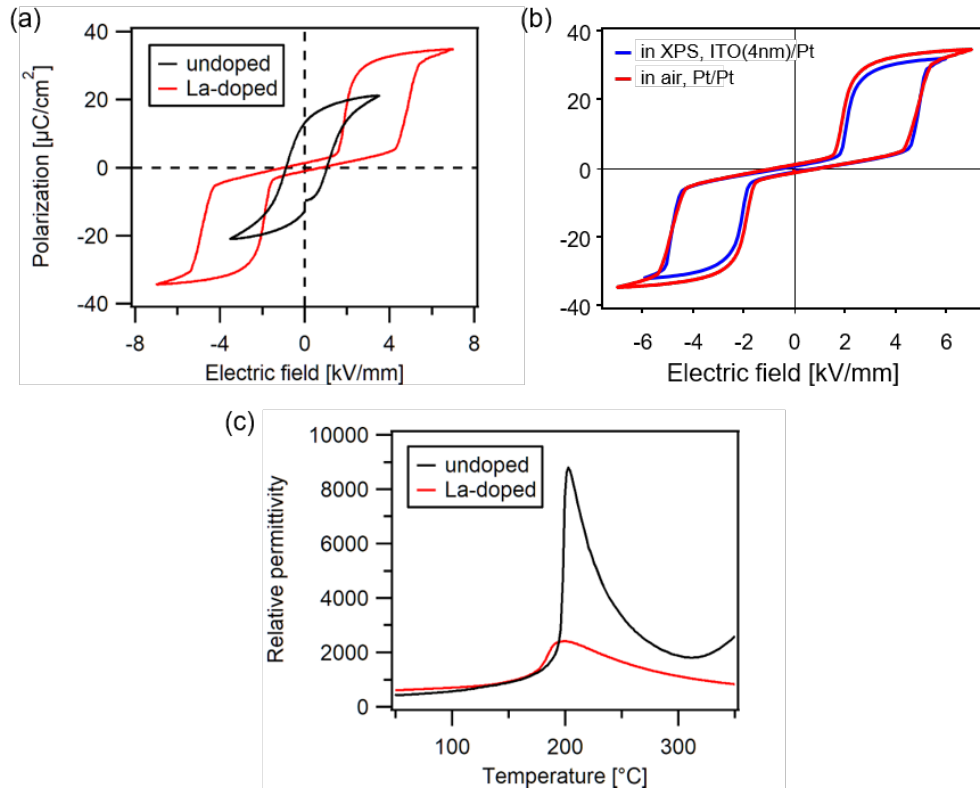 (a)
undoped
La-doped
Polarization [µC/cm²]
40
20
0
-20
-40
-8
-4
0
4
8
Electric field [kV/mm]
(b)
in XPS, ITO(4nm)/Pt
in air, Pt/Pt
40
20
0
-20
-40
-6
-4
-2
0
2
4
6
Electric field [kV/mm]
(c)
undoped
La-doped
Relative permittivity
10000
8000
6000
4000
2000
0
100
200
300
Temperature [°C]